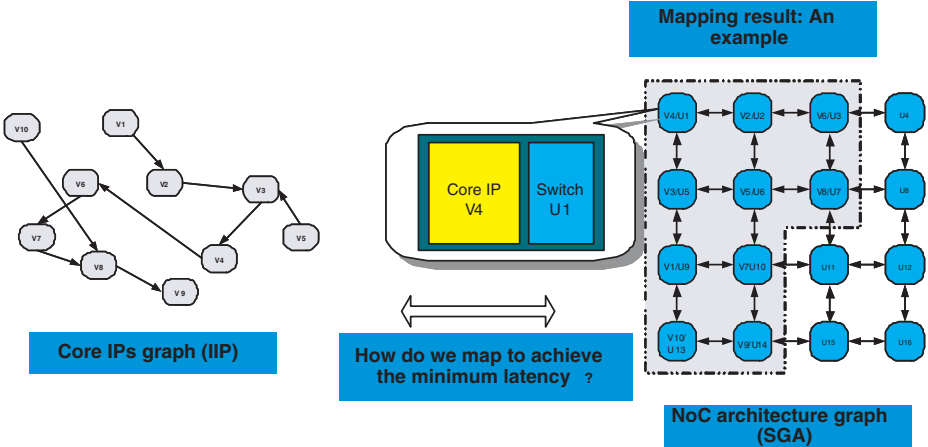 Mapping result: An
example
V10
V1
V6
V2
V3
V7
V8
V4
V5
V 9
Core IPs graph (IIP)
Core IP
V4
Switch
U1
How do we map to achieve
the minimum latency ?
V4/U1
V2/U2
V6/U3
U4
V3/U5
V5/U6
V8/U7
U8
V1/U9
V7U10
U11
U12
V10/
U13
V9/U14
U15
U16
NoC architecture graph
(SGA)